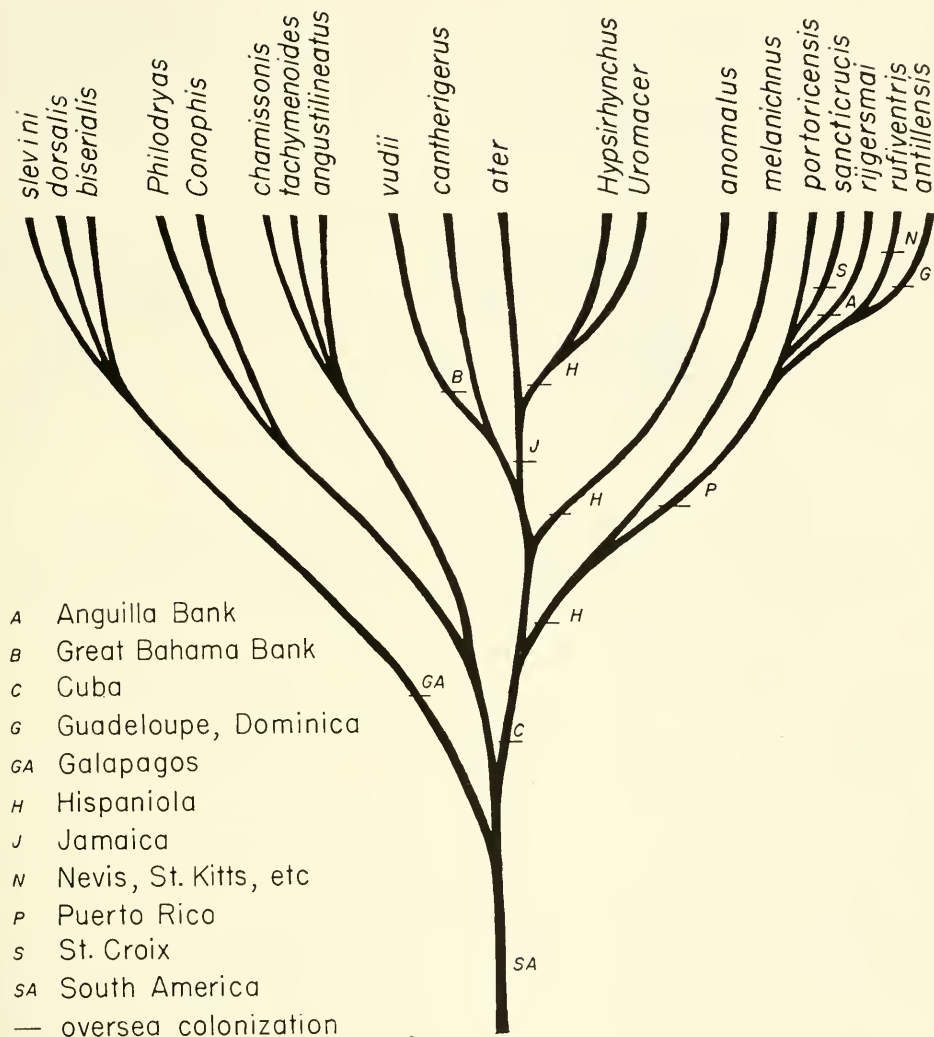 slevini
dorsalis
biserialis
Philodryas
Conophis
chamissonis
tachymenoides
angustilineatus
vudii
cantherigerus
ater
Hypsirhynchus
Uromacer
anomalus
melanichnus
portoricensis
sancticrucis
rijgersmai
rufiventris
antillensis
N
S
G
A
B
H
J
H
P
H
GA
C
SA
A Anguilla Bank
B Great Bahama Bank
C Cuba
G Guadeloupe, Dominica
GA Galapagos
H Hispaniola
J Jamaica
N Nevis, St. Kitts, etc
P Puerto Rico
S St. Croix
SA South America
— oversea colonization